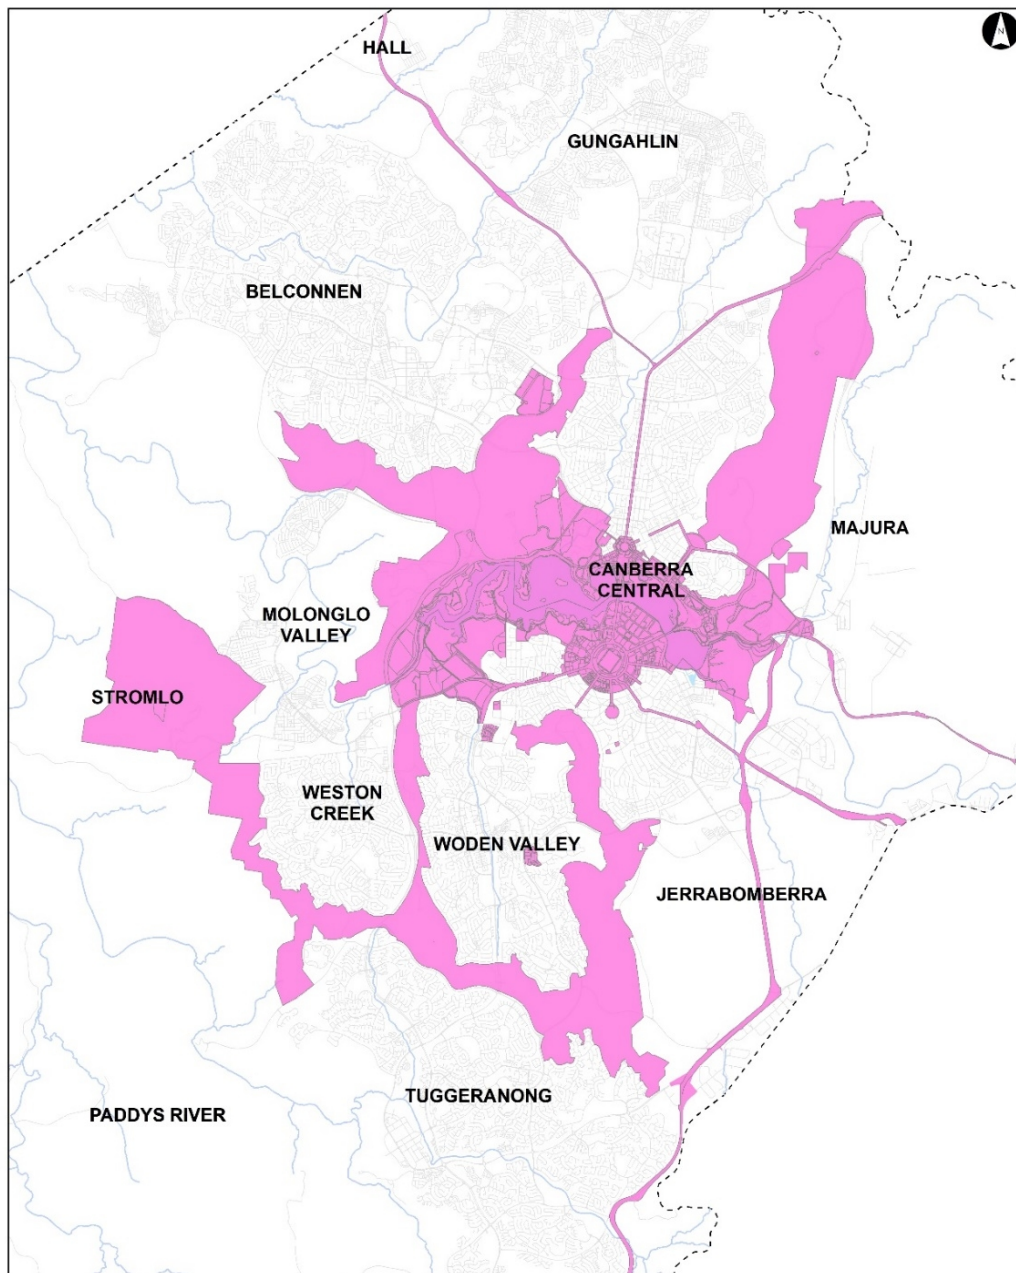 HALL
N
GUNGAHLIN
BELCONNEN
MAJURA
CANBERRA
CENTRAL
MOLONGLO
VALLEY
STROMLO
WESTON
CREEK
WODEN VALLEY
JERRABOMBERRA
TUGGERANONG
PADDYS RIVER